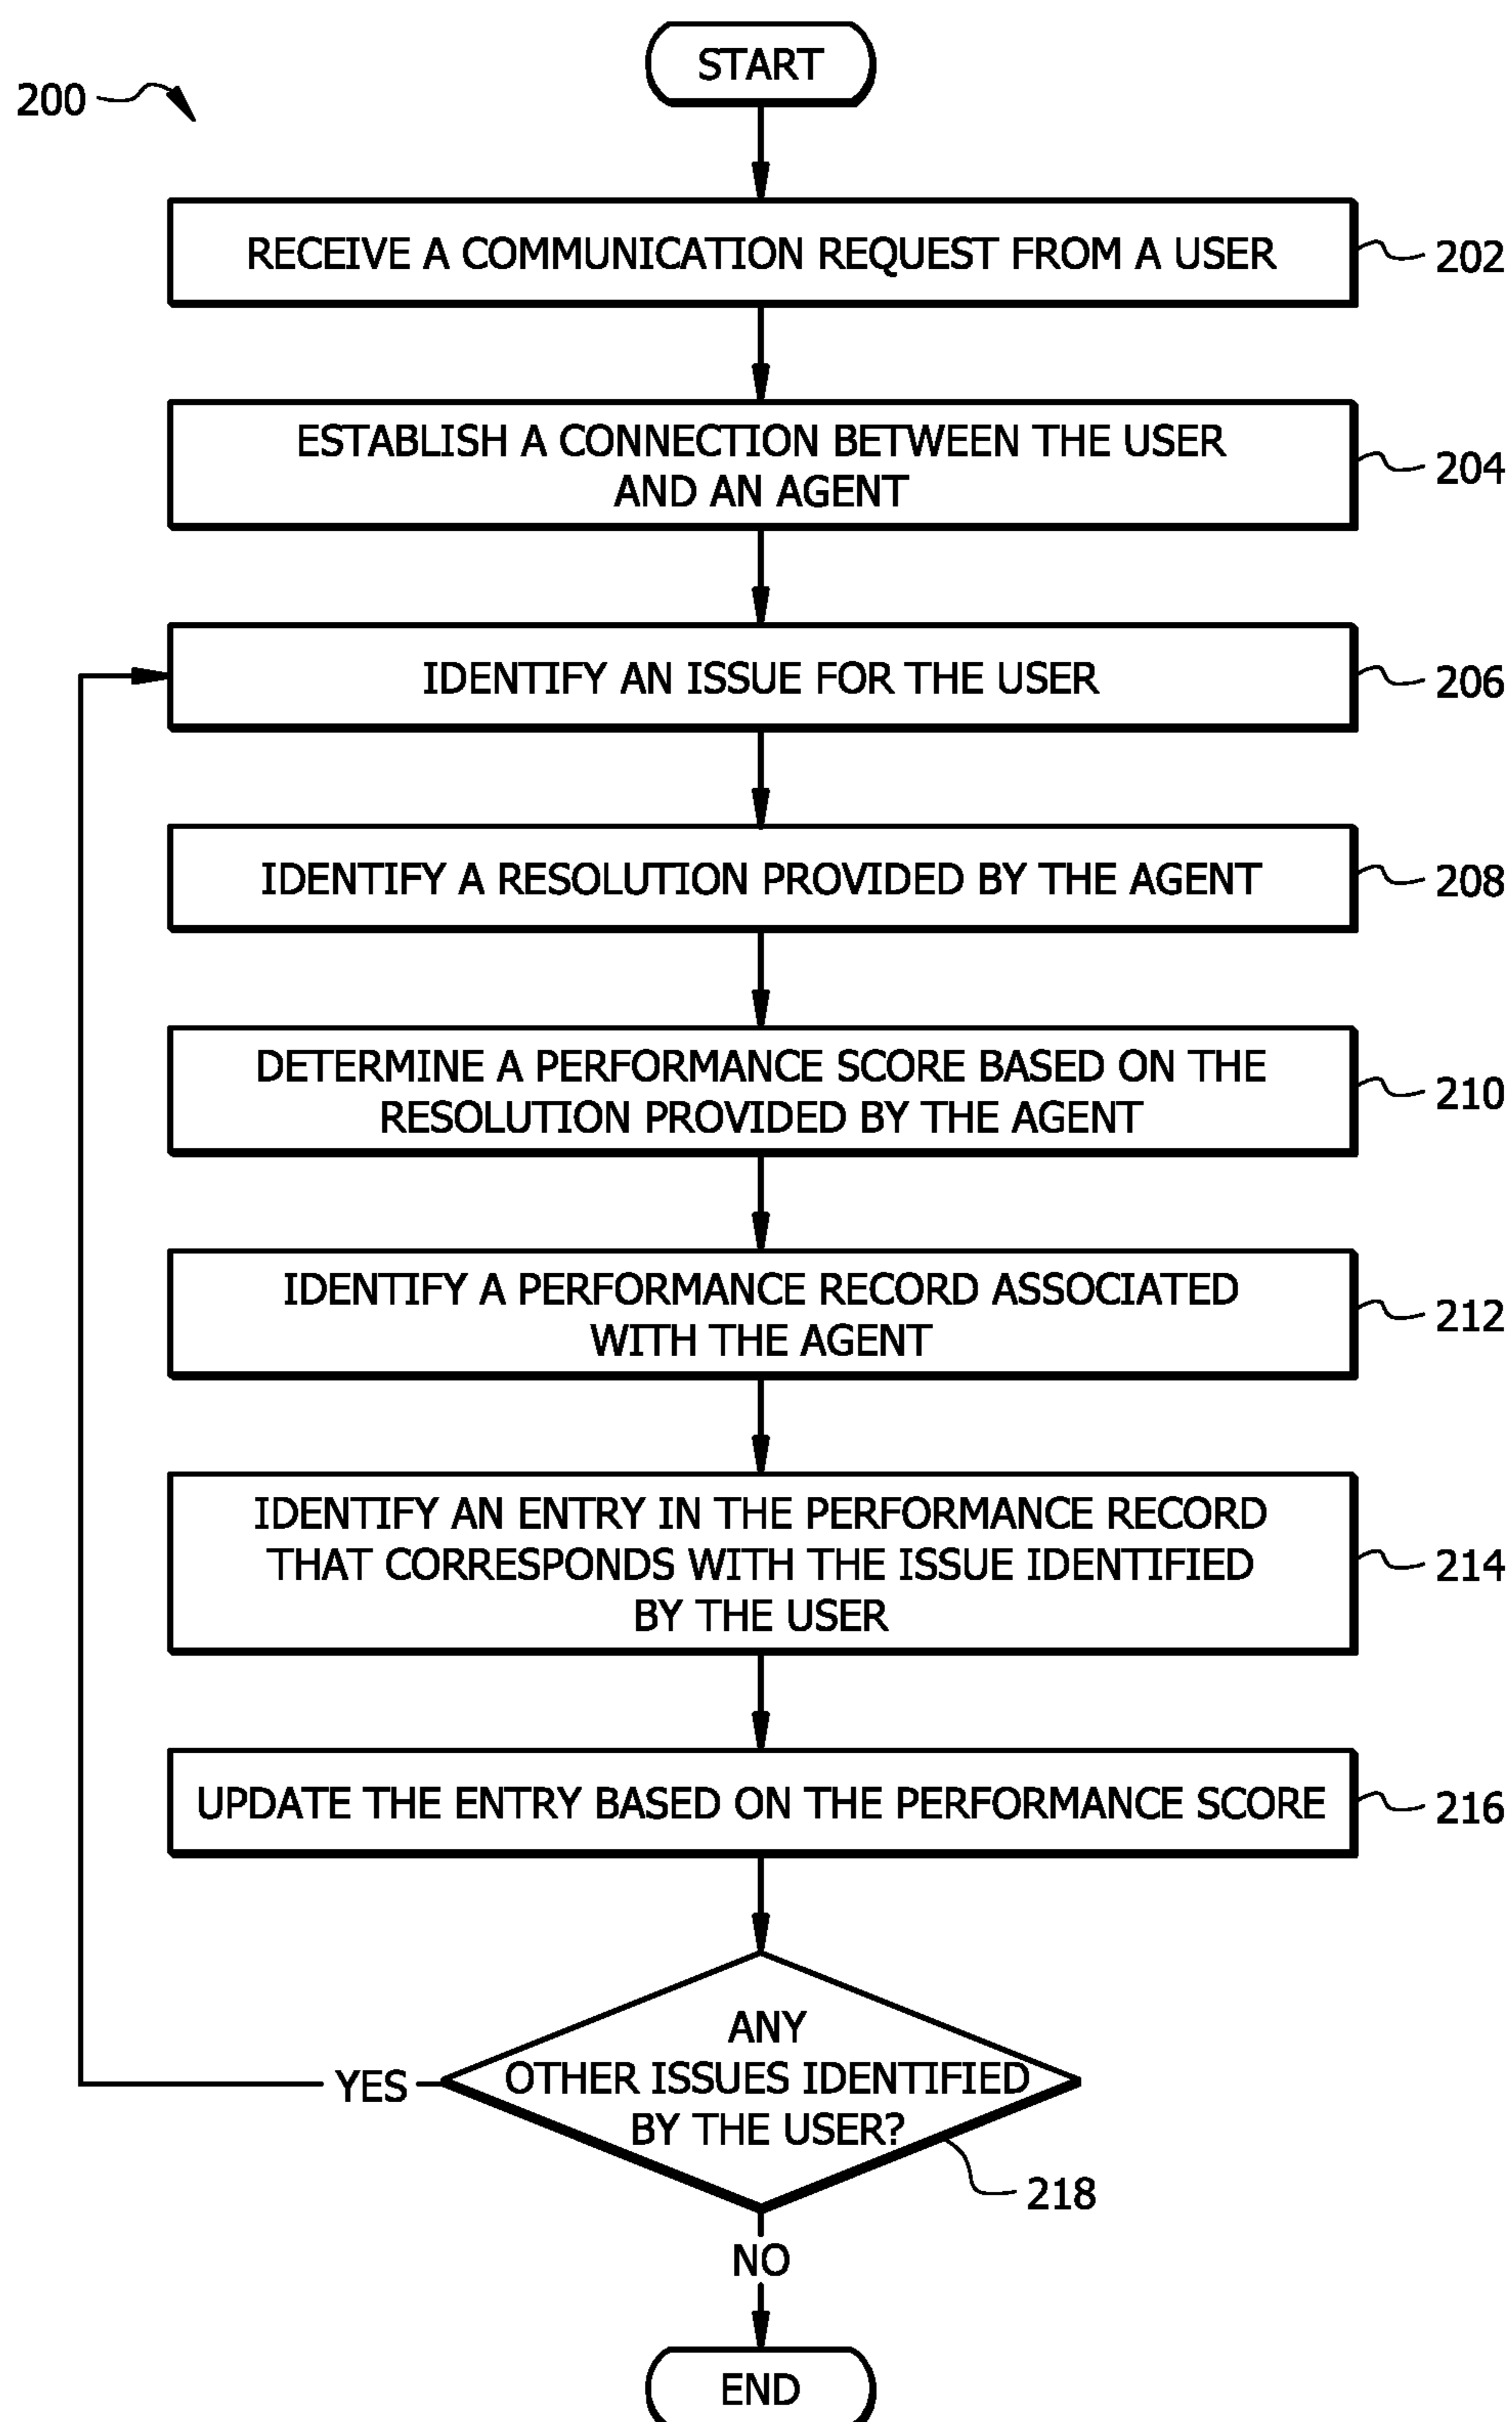 START
200
RECEIVE A COMMUNICATION REQUEST FROM A USER
202
ESTABLISH A CONNECTION BETWEEN THE USER
AND AN AGENT
204
IDENTIFY AN ISSUE FOR THE USER
206
IDENTIFY A RESOLUTION PROVIDED BY THE AGENT
208
DETERMINE A PERFORMANCE SCORE BASED ON THE
RESOLUTION PROVIDED BY THE AGENT
210
IDENTIFY A PERFORMANCE RECORD ASSOCIATED
WITH THE AGENT
212
IDENTIFY AN ENTRY IN THE PERFORMANCE RECORD
THAT CORRESPONDS WITH THE ISSUE IDENTIFIED
BY THE USER
214
UPDATE THE ENTRY BASED ON THE PERFORMANCE SCORE
216
ANY
OTHER ISSUES IDENTIFIED
BY THE USER?
YES
218
NO
END